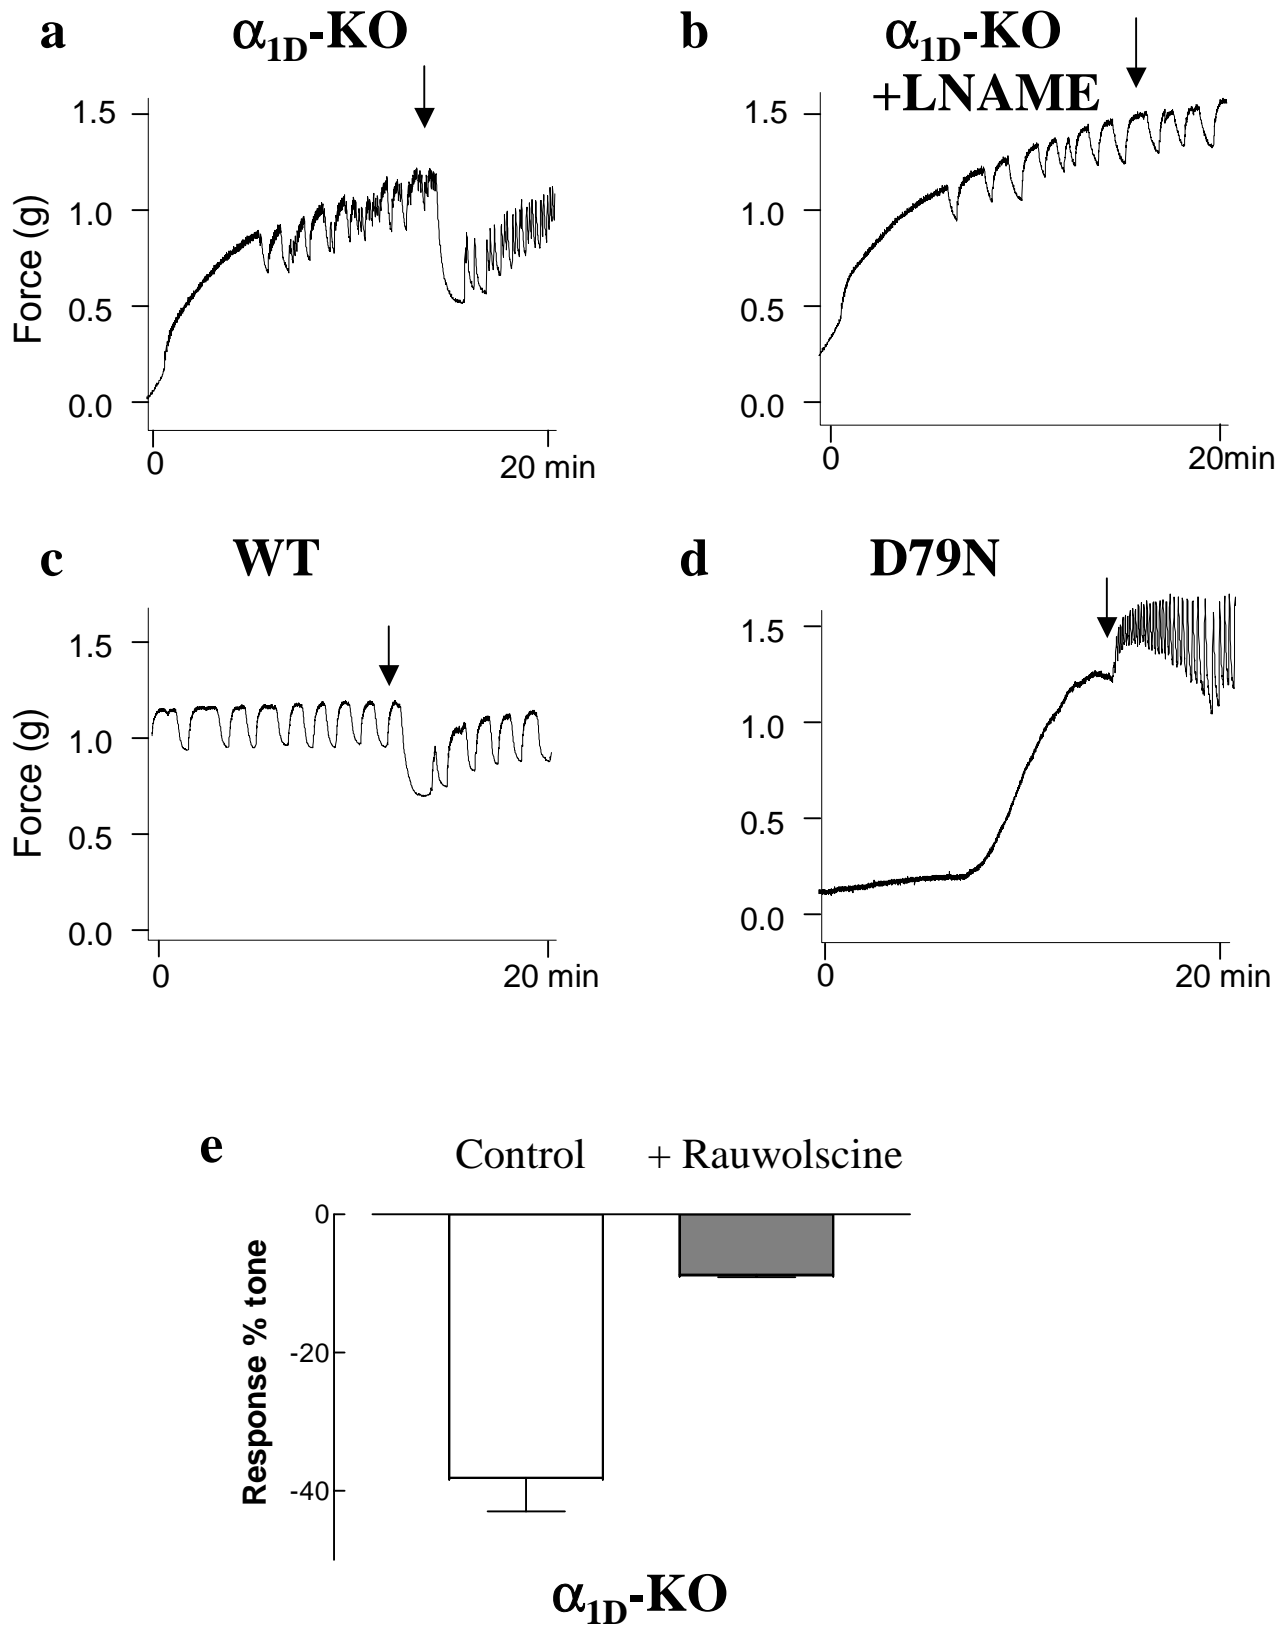 a α1D-KO
b α1D-KO
+LNAME
Force (g)
1.5
1.0
0.5
0.0
0
20 min
1.5
1.0
0.5
0.0
0
20min
c WT
d D79N
Force (g)
1.5
1.0
0.5
0.0
0
20 min
1.5
1.0
0.5
0.0
0
20 min
e
Control + Rauwolscine
Response % tone
0
-20
-40
α1D-KO